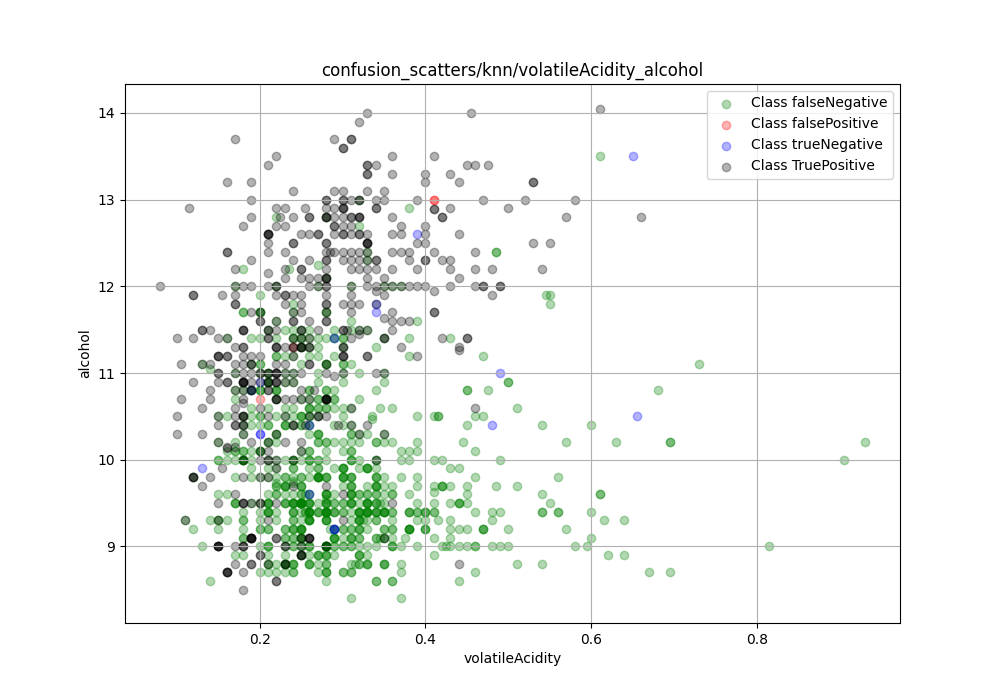 confusion_scatters/knn/volatileAcidity_alcohol
Class falseNegative
Class falsePositive
Class trueNegative
Class TruePositive
14
13
12
11
10
9
alcohol
0.2
0.4
0.6
0.8
volatileAcidity